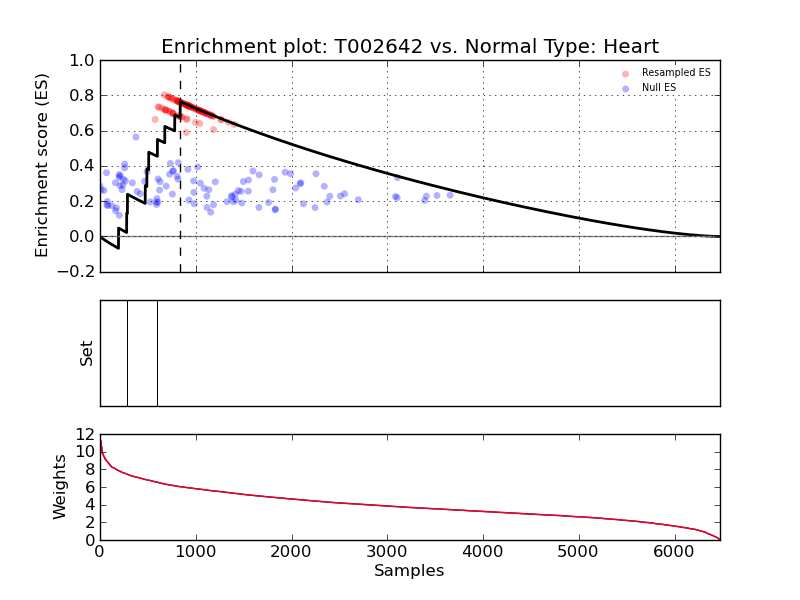 Enrichment plot: T002642 vs. Normal Type: Heart
Enrichment score (ES)
1.0
0.8
0.6
0.4
0.2
0.0
−0.2
Resampled ES
Null ES
Set
Weights
12
10
8
6
4
2
0
0 1000 2000 3000 4000 5000 6000
Samples